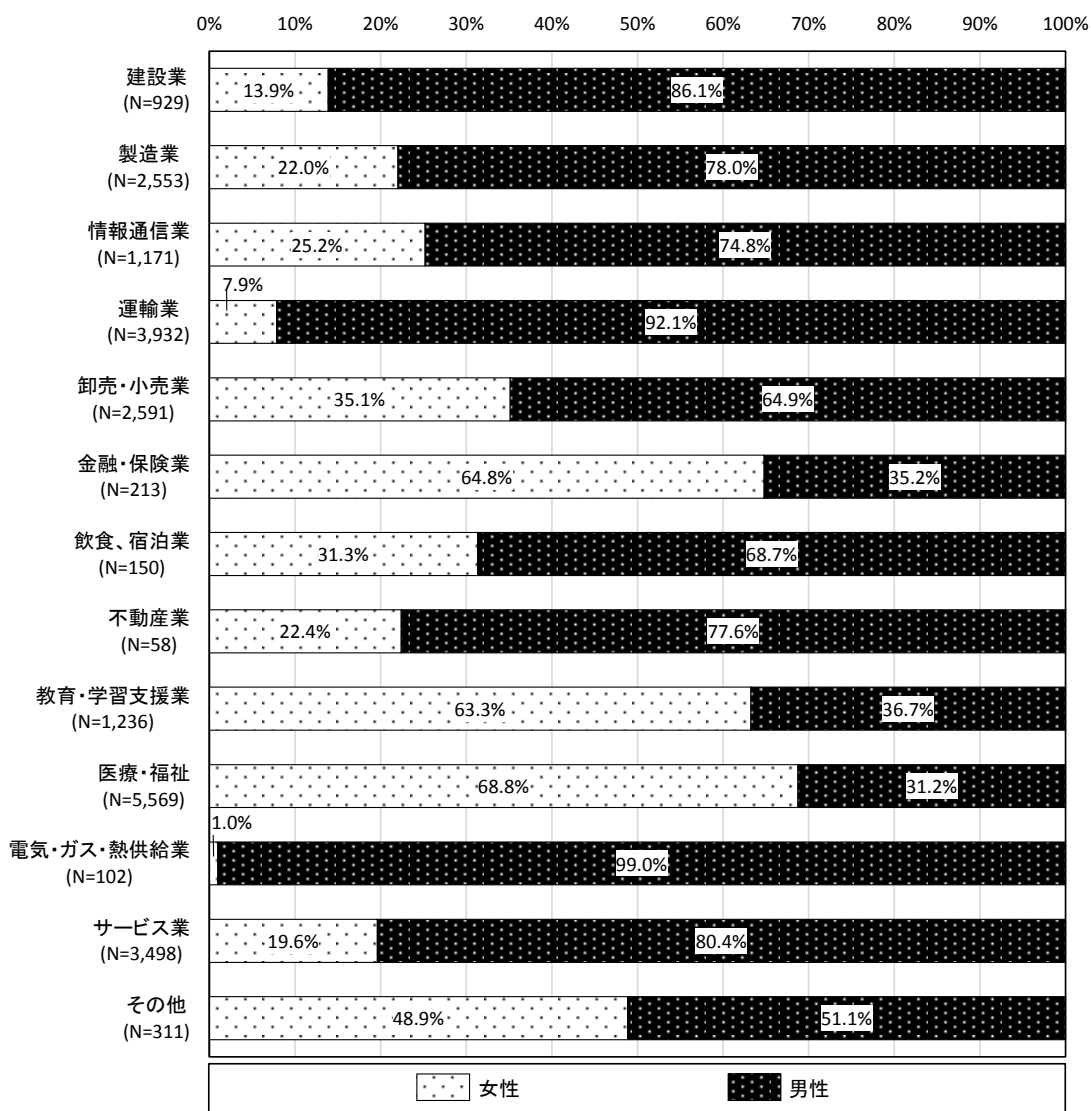 0% 10% 20% 30% 40% 50% 60% 70% 80% 90% 100%
建設業
(N=929)
13.9% 86.1%
製造業
(N=2,553)
22.0% 78.0%
情報通信業
(N=1,171)
25.2% 74.8%
7.9%
運輸業
(N=3,932)
92.1%
卸売・小売業
(N=2,591)
35.1% 64.9%
金融・保険業
(N=213)
64.8% 35.2%
飲食、宿泊業
(N=150)
31.3% 68.7%
不動産業
(N=58)
22.4% 77.6%
教育・学習支援業
(N=1,236)
63.3% 36.7%
医療・福祉
(N=5,569)
68.8% 31.2%
1.0%
電気・ガス・熱供給業
(N=102)
99.0%
サービス業
(N=3,498)
19.6% 80.4%
その他
(N=311)
48.9% 51.1%
女性 男性